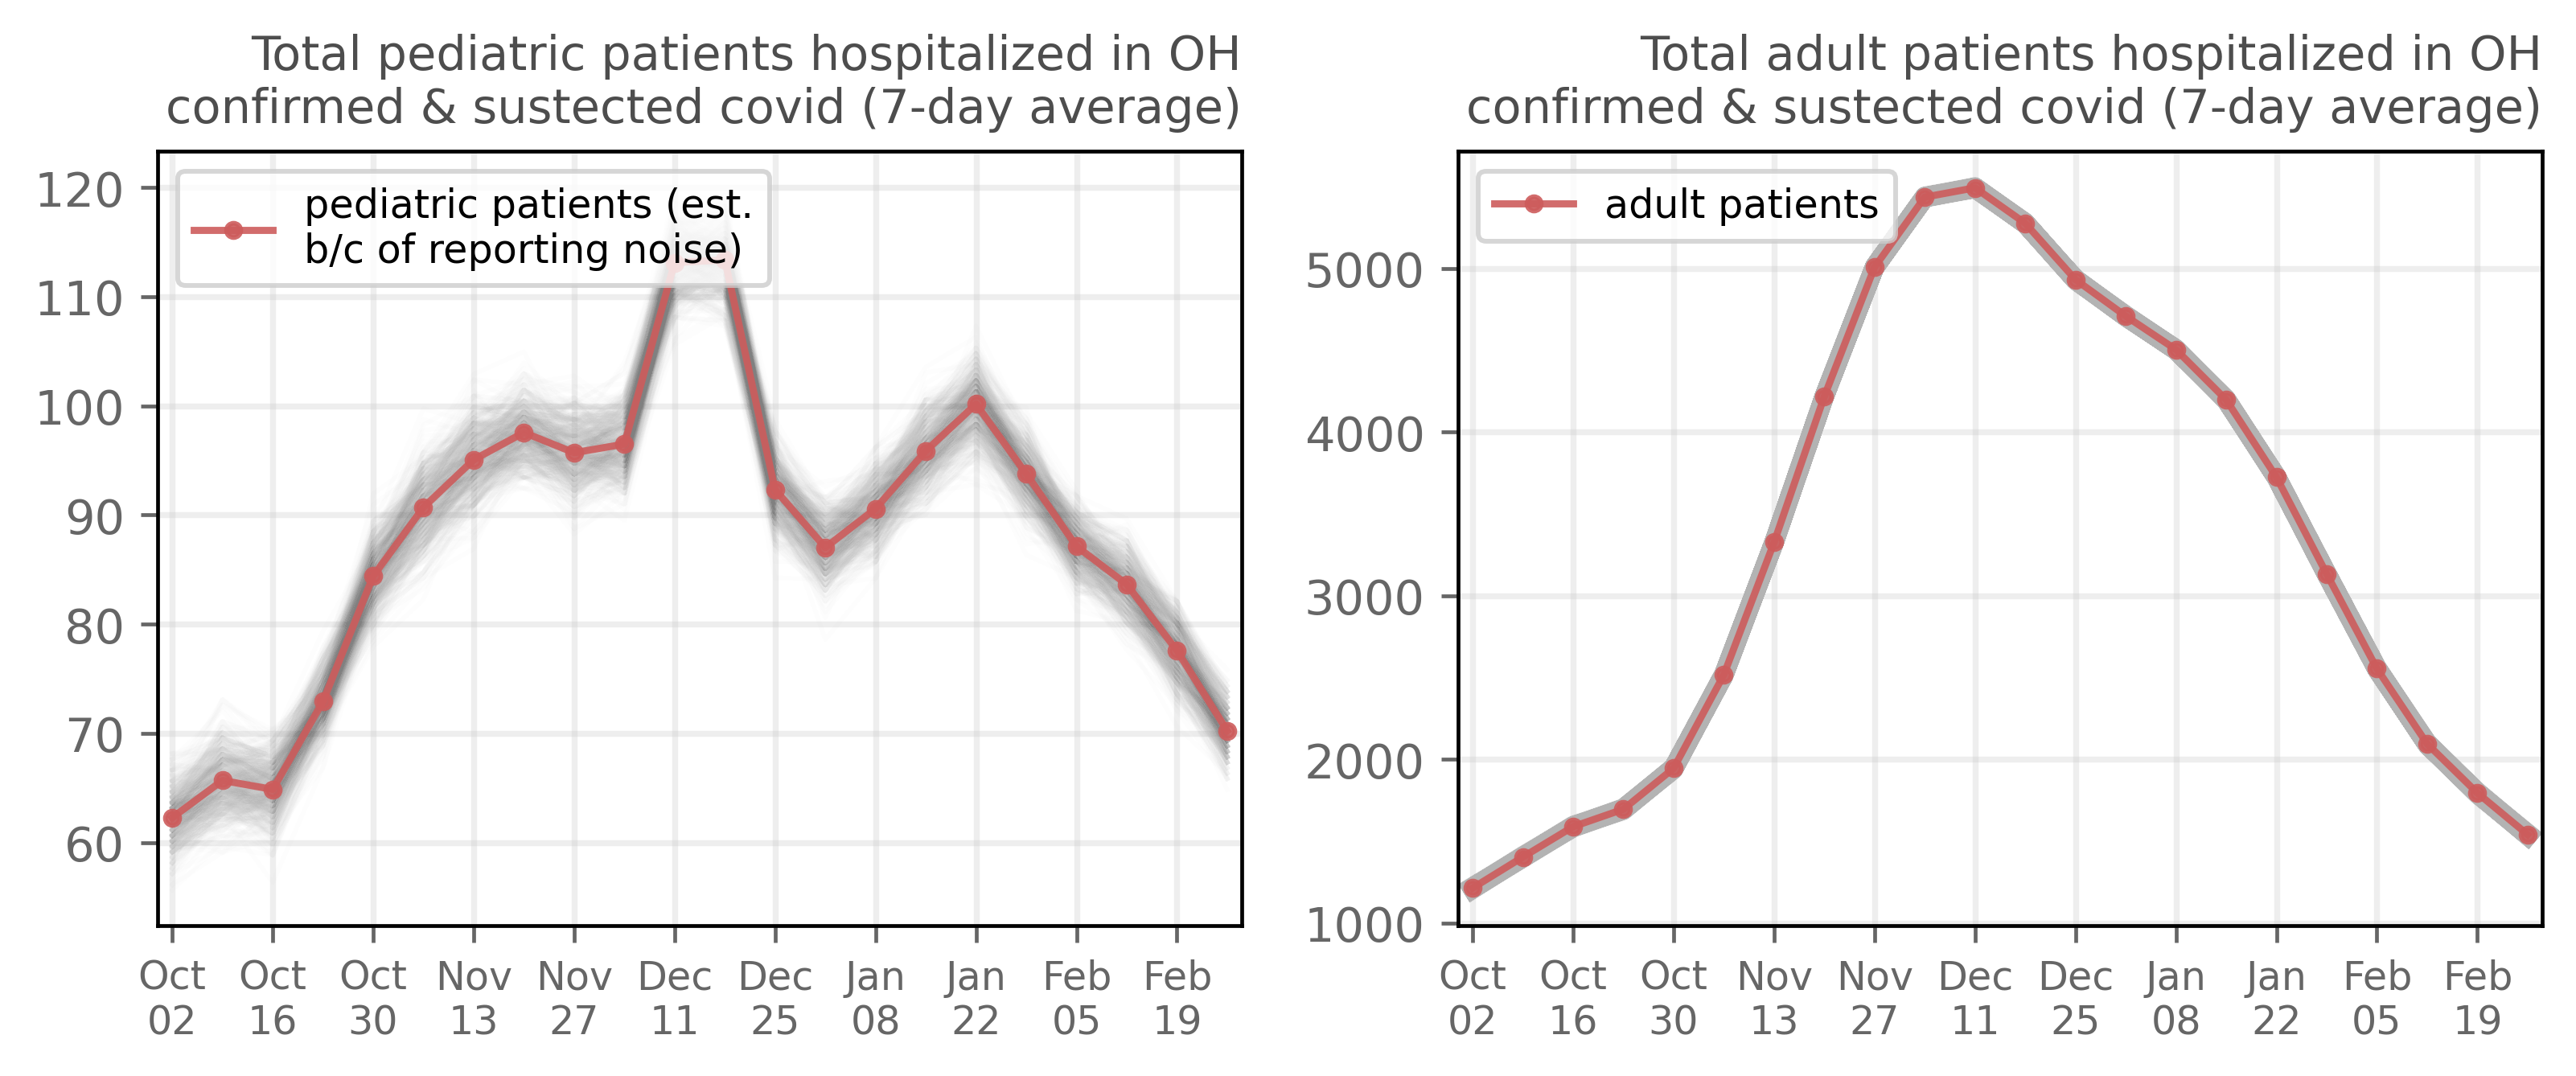 Total pediatric patients hospitalized in OH
confirmed & sustected covid (7-day average)
pediatric patients (est.
b/c of reporting noise)
120
110
100
90
80
70
60
Oct Oct Oct Nov Nov Dec Dec Jan Jan Feb Feb
02 16 30 13 27 11 25 08 22 05 19
Total adult patients hospitalized in OH
confirmed & sustected covid (7-day average)
adult patients
5000
4000
3000
2000
1000
Oct Oct Oct Nov Nov Dec Dec Jan Jan Feb Feb
02 16 30 13 27 11 25 08 22 05 19